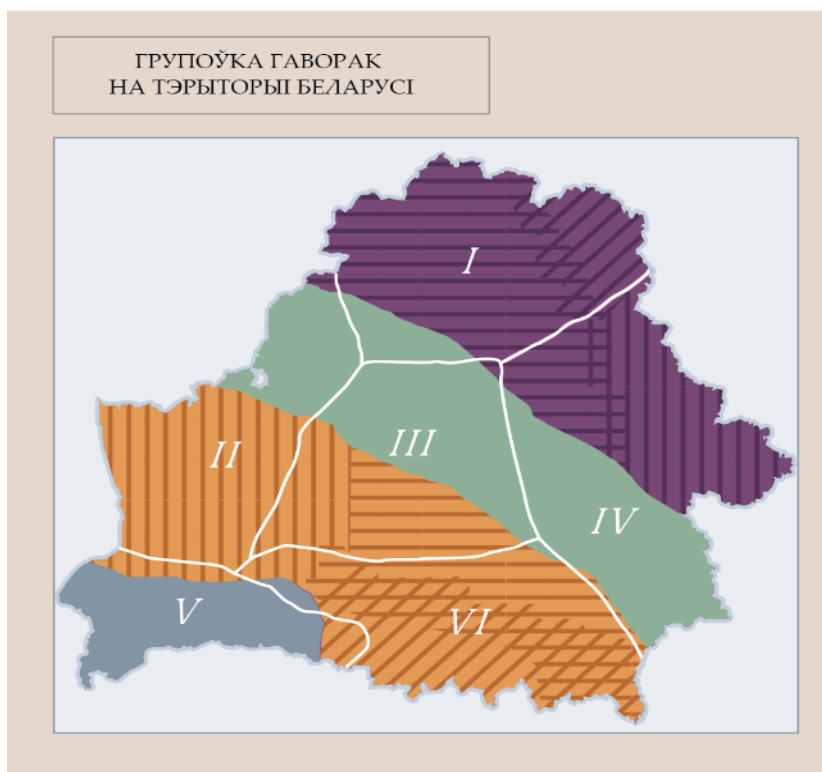 ГРУПОЎКА ГАВОРАК
НА ТЭРЫТОРЫІ БЕЛАРУСІ
I
II
III
IV
V
VI